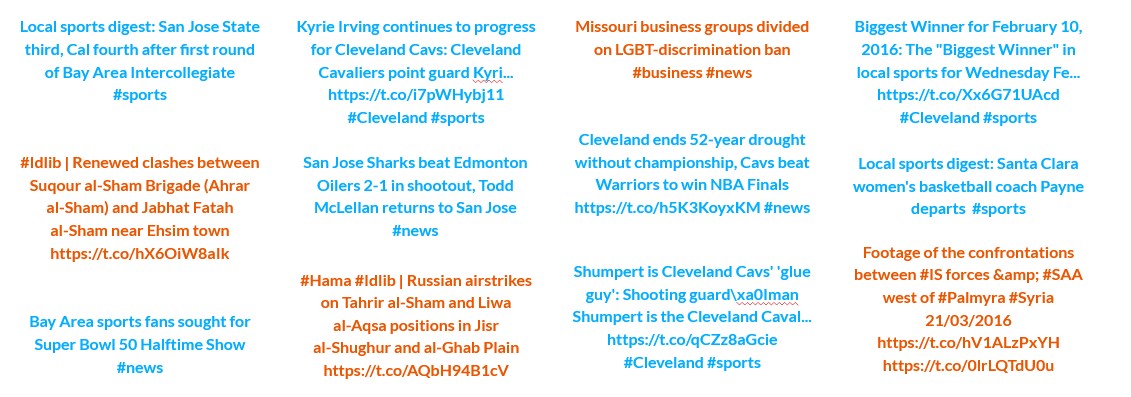 Local sports digest: San Jose State
third, Cal fourth after first round
of Bay Area Intercollegiate
#sports
#Idlib | Renewed clashes between
Suqour al-Sham Brigade (Ahrar
al-Sham) and Jabhat Fatah
al-Sham near Ehsim town
https://t.co/hX6OiW8aIk
Bay Area sports fans sought for
Super Bowl 50 Halftime Show
#news
Kyrie Irving continues to progress
for Cleveland Cavs: Cleveland
Cavaliers point guard Kyri...
https://t.co/i7pWHybj11
#Cleveland #sports
San Jose Sharks beat Edmonton
Oilers 2-1 in shootout, Todd
McLellan returns to San Jose
#news
#Hama #Idlib | Russian airstrikes
on Tahrir al-Sham and Liwa
al-Aqsa positions in Jisr
al-Shughur and al-Ghab Plain
https://t.co/AQbH94B1cV
Missouri business groups divided
on LGBT-discrimination ban
#business #news
Cleveland ends 52-year drought
without championship, Cavs beat
Warriors to win NBA Finals
https://t.co/h5K3KoyxKM #news
Shumpert is Cleveland Cavs' 'glue
guy': Shooting guard\xa0Iman
Shumpert is the Cleveland Caval...
https://t.co/qCZz8aGcie
#Cleveland #sports
Biggest Winner for February 10,
2016: The "Biggest Winner" in
local sports for Wednesday Fe...
https://t.co/Xx6G71UAcd
#Cleveland #sports
Local sports digest: Santa Clara
women's basketball coach Payne
departs  #sports
Footage of the confrontations
between #IS forces &amp; #SAA
west of #Palmyra #Syria
21/03/2016
https://t.co/hV1ALzPxYH
https://t.co/0lrLQTdU0u